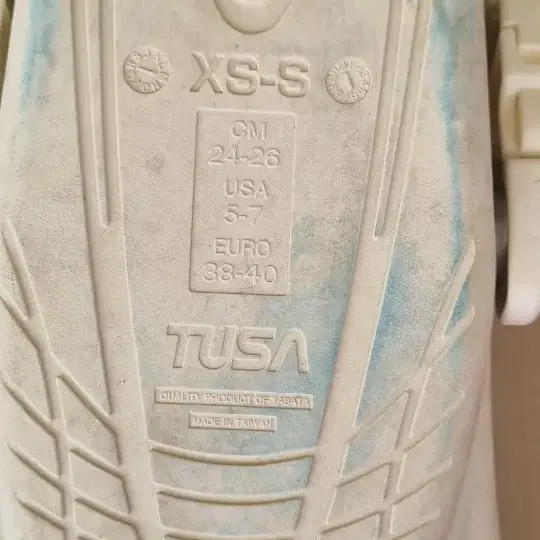 XS-S
CM
24-26
USA
5-7
EURO
38-40
TUSA
QUALITY PRODUCT OF TABATA
MADE IN TAIWAN